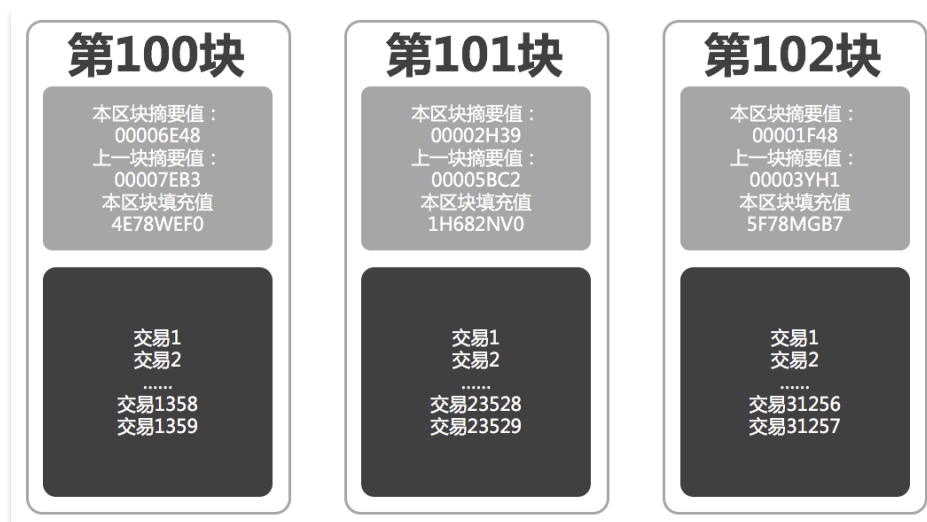 第100块
本区块摘要值：
00006E48
上一块摘要值：
00007EB3
本区块填充值
4E78WEF0
交易1
交易2
......
交易1358
交易1359
第101块
本区块摘要值：
00002H39
上一块摘要值：
00005BC2
本区块填充值
1H682NV0
交易1
交易2
......
交易23528
交易23529
第102块
本区块摘要值：
00001F48
上一块摘要值：
00003YH1
本区块填充值
5F78MGB7
交易1
交易2
......
交易31256
交易31257